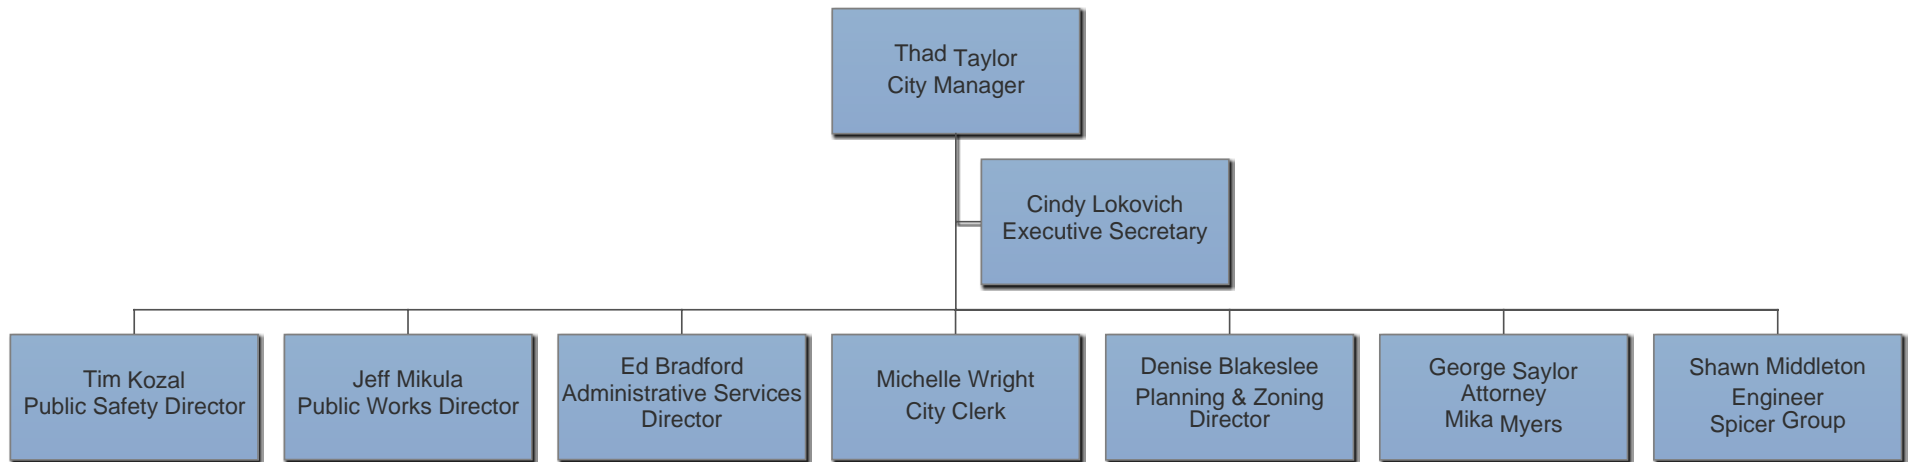 Thad Taylor
City Manager
Cindy Lokovich
Executive Secretary
Tim Kozal
Public Safety Director
Jeff Mikula
Public Works Director
Ed Bradford
Administrative Services
Director
Michelle Wright
City Clerk
Denise Blakeslee
Planning & Zoning
Director
George Saylor
Attorney
Mika Myers
Shawn Middleton
Engineer
Spicer Group